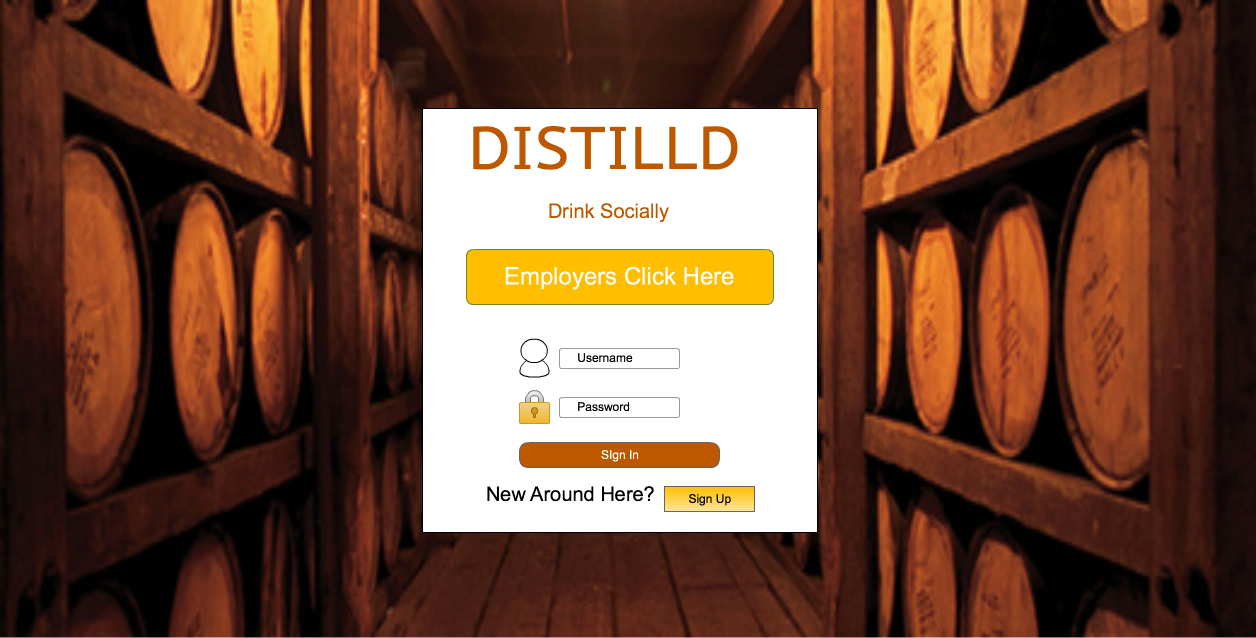 DISTILLD
Drink Socially
Employers Click Here
Username
Password
SIgn In
New Around Here? Sign Up